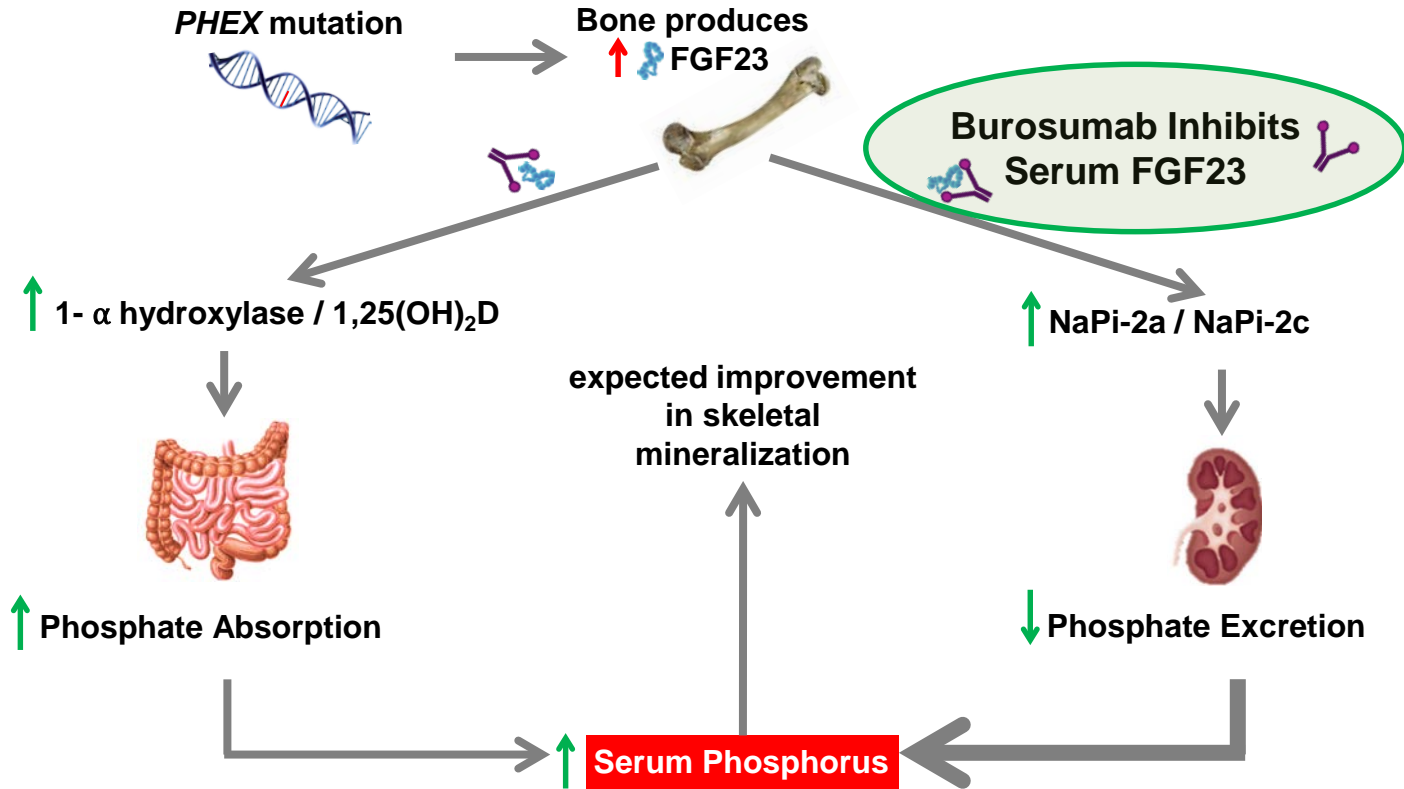 PHEX mutation
Bone produces
FGF23
Burosumab Inhibits
Serum FGF23
1- α hydroxylase / 1,25(OH)₂D
NaPi-2a / NaPi-2c
expected improvement
in skeletal
mineralization
Phosphate Absorption
Phosphate Excretion
Serum Phosphorus